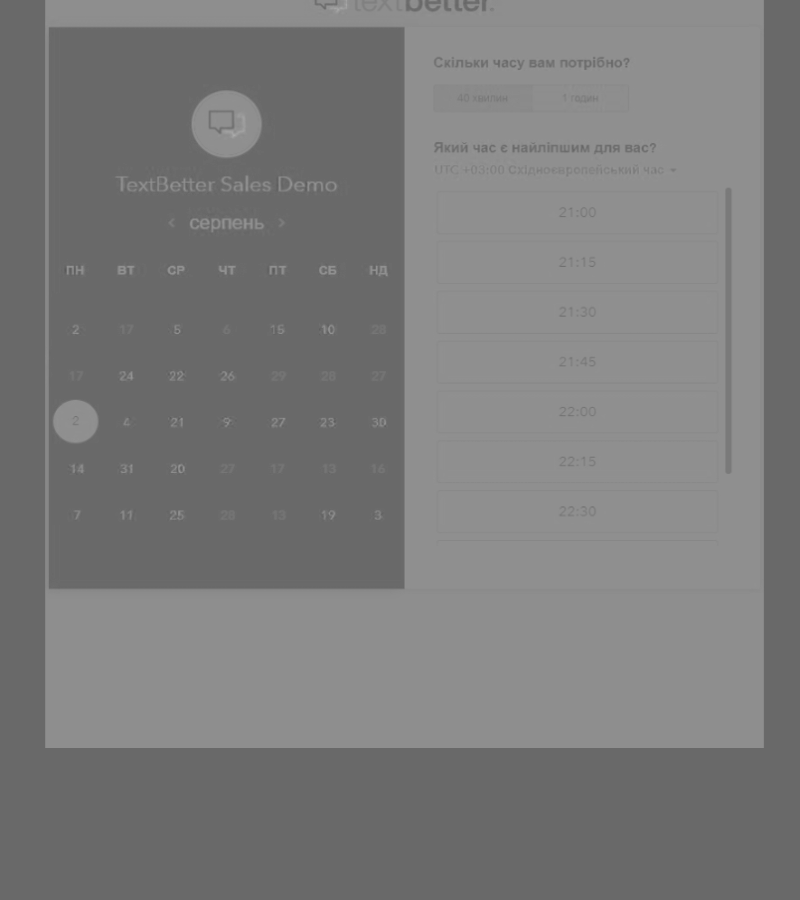 textbetter.
TextBetter Sales Demo
< серпень >
ПН ВТ СР ЧТ ПТ СБ НД
2 17 5 6 15 10 28
17 24 22 26 29 28 27
2 4 21 9 27 23 30
14 31 20 27 17 13 16
7 11 25 28 13 19 3
Скільки часу вам потрібно?
1 годин
Який час є найліпшим для вас?
UTC +03:00 Східноєвропейський час
21:00
21:15
21:30
21:45
22:00
22:15
22:30